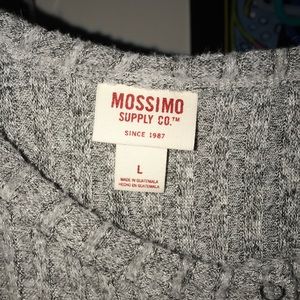 MOSSIMO
SUPPLY CO.™
SINCE 1987
L
MADE IN GUATEMALA
HECHO EN GUATEMALA